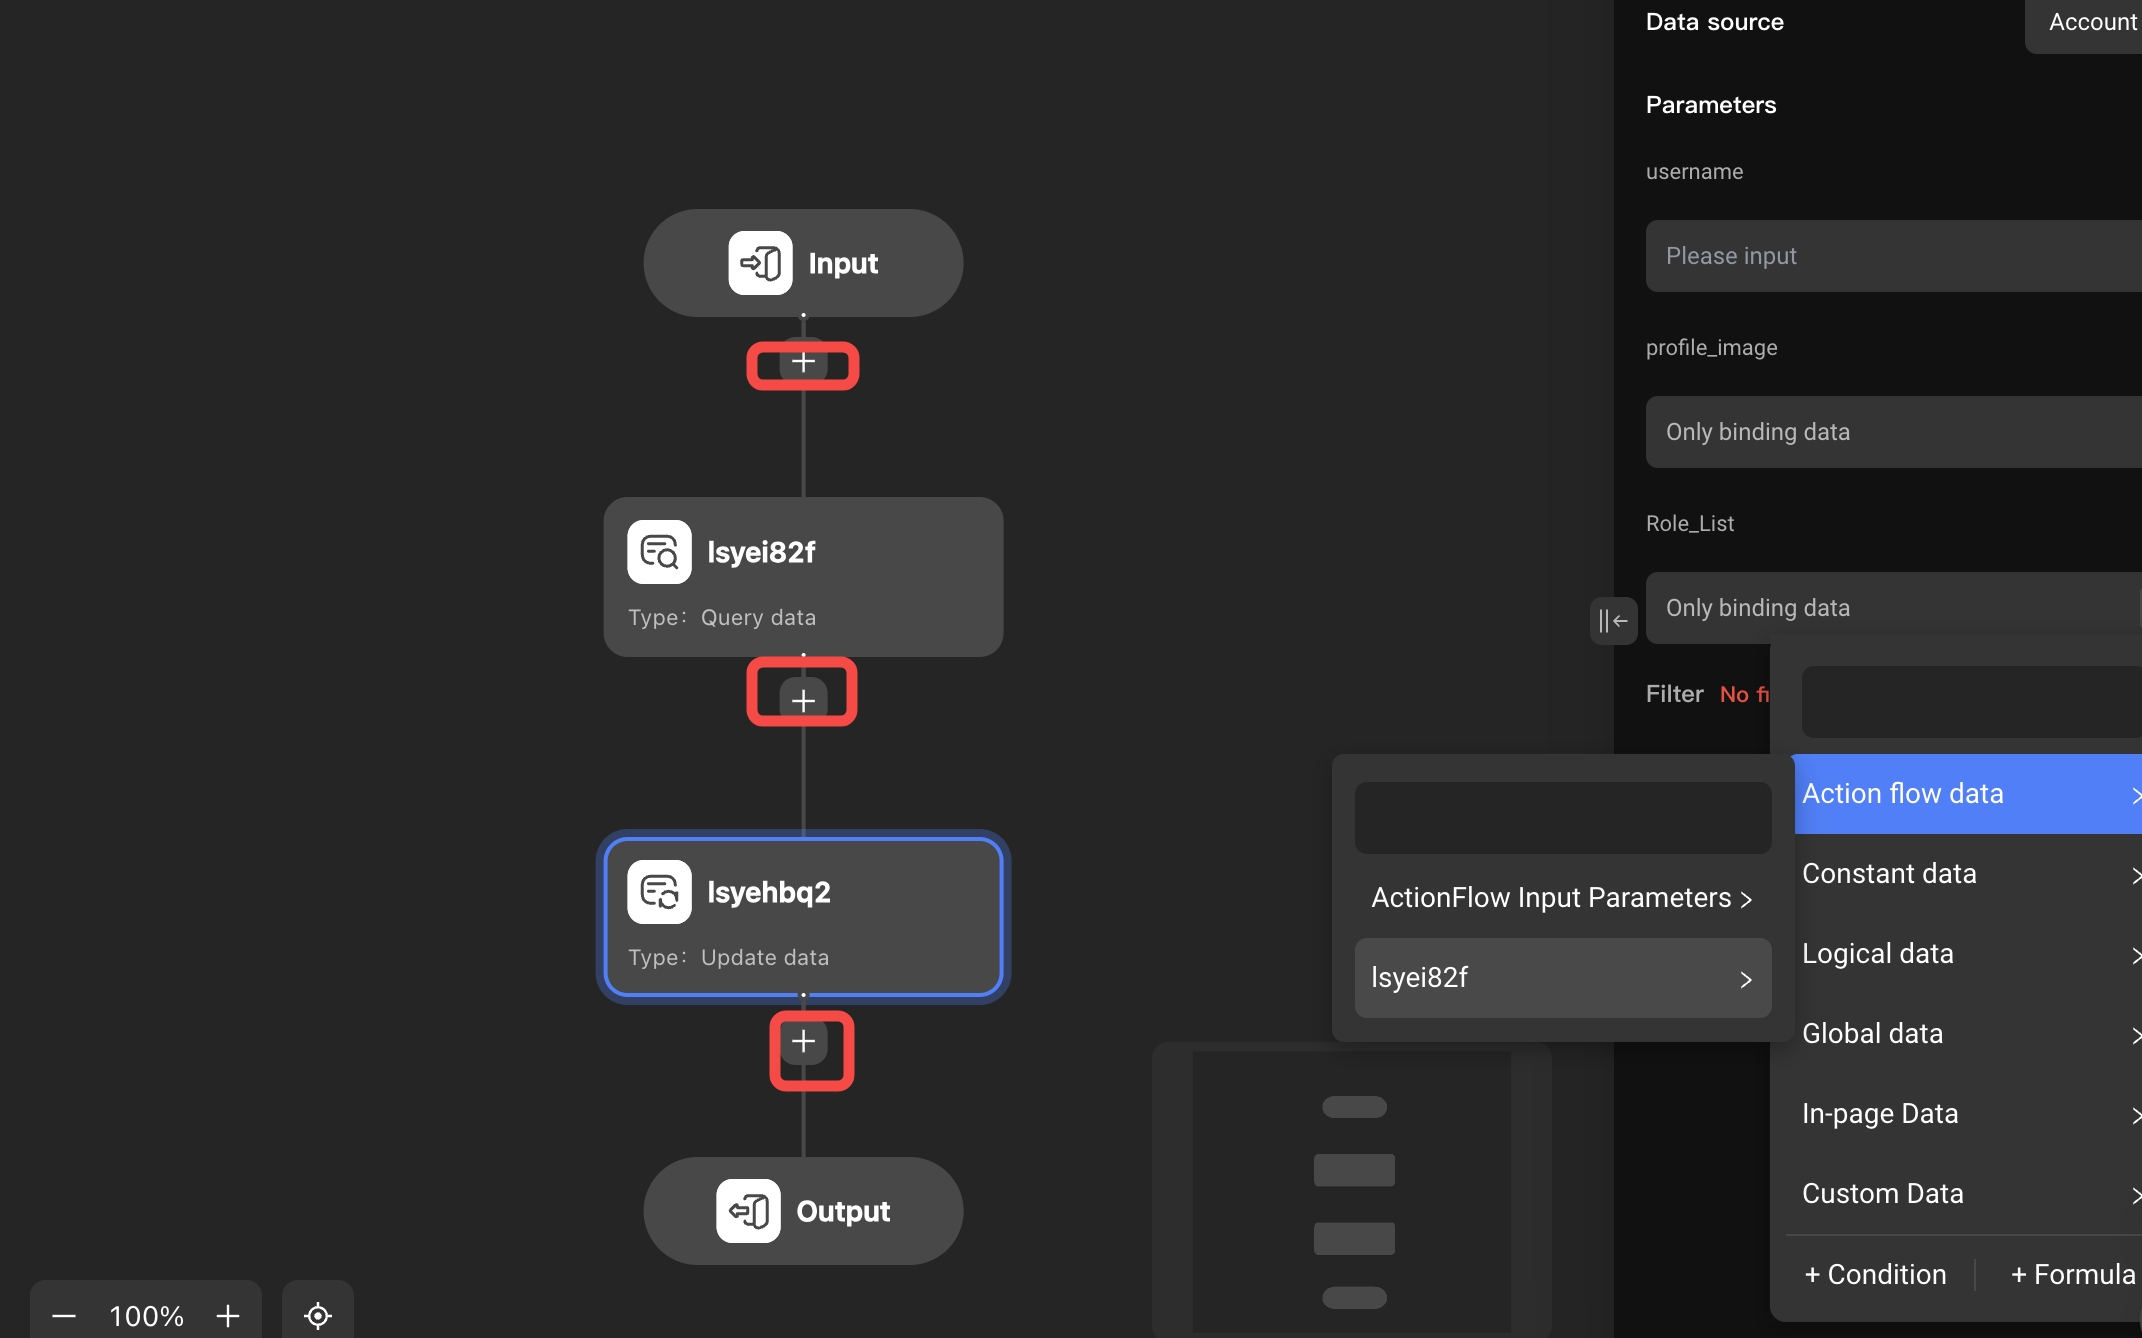 Input
lsyei82f
Type: Query data
lsyehbq2
Type: Update data
Output
100%
Data source
Account
Parameters
username
Please input
profile_image
Only binding data
Role_List
Only binding data
Filter No fi
Action flow data
Constant data
Logical data
Global data
In-page Data
Custom Data
+ Condition
+ Formula
ActionFlow Input Parameters
lsyei82f